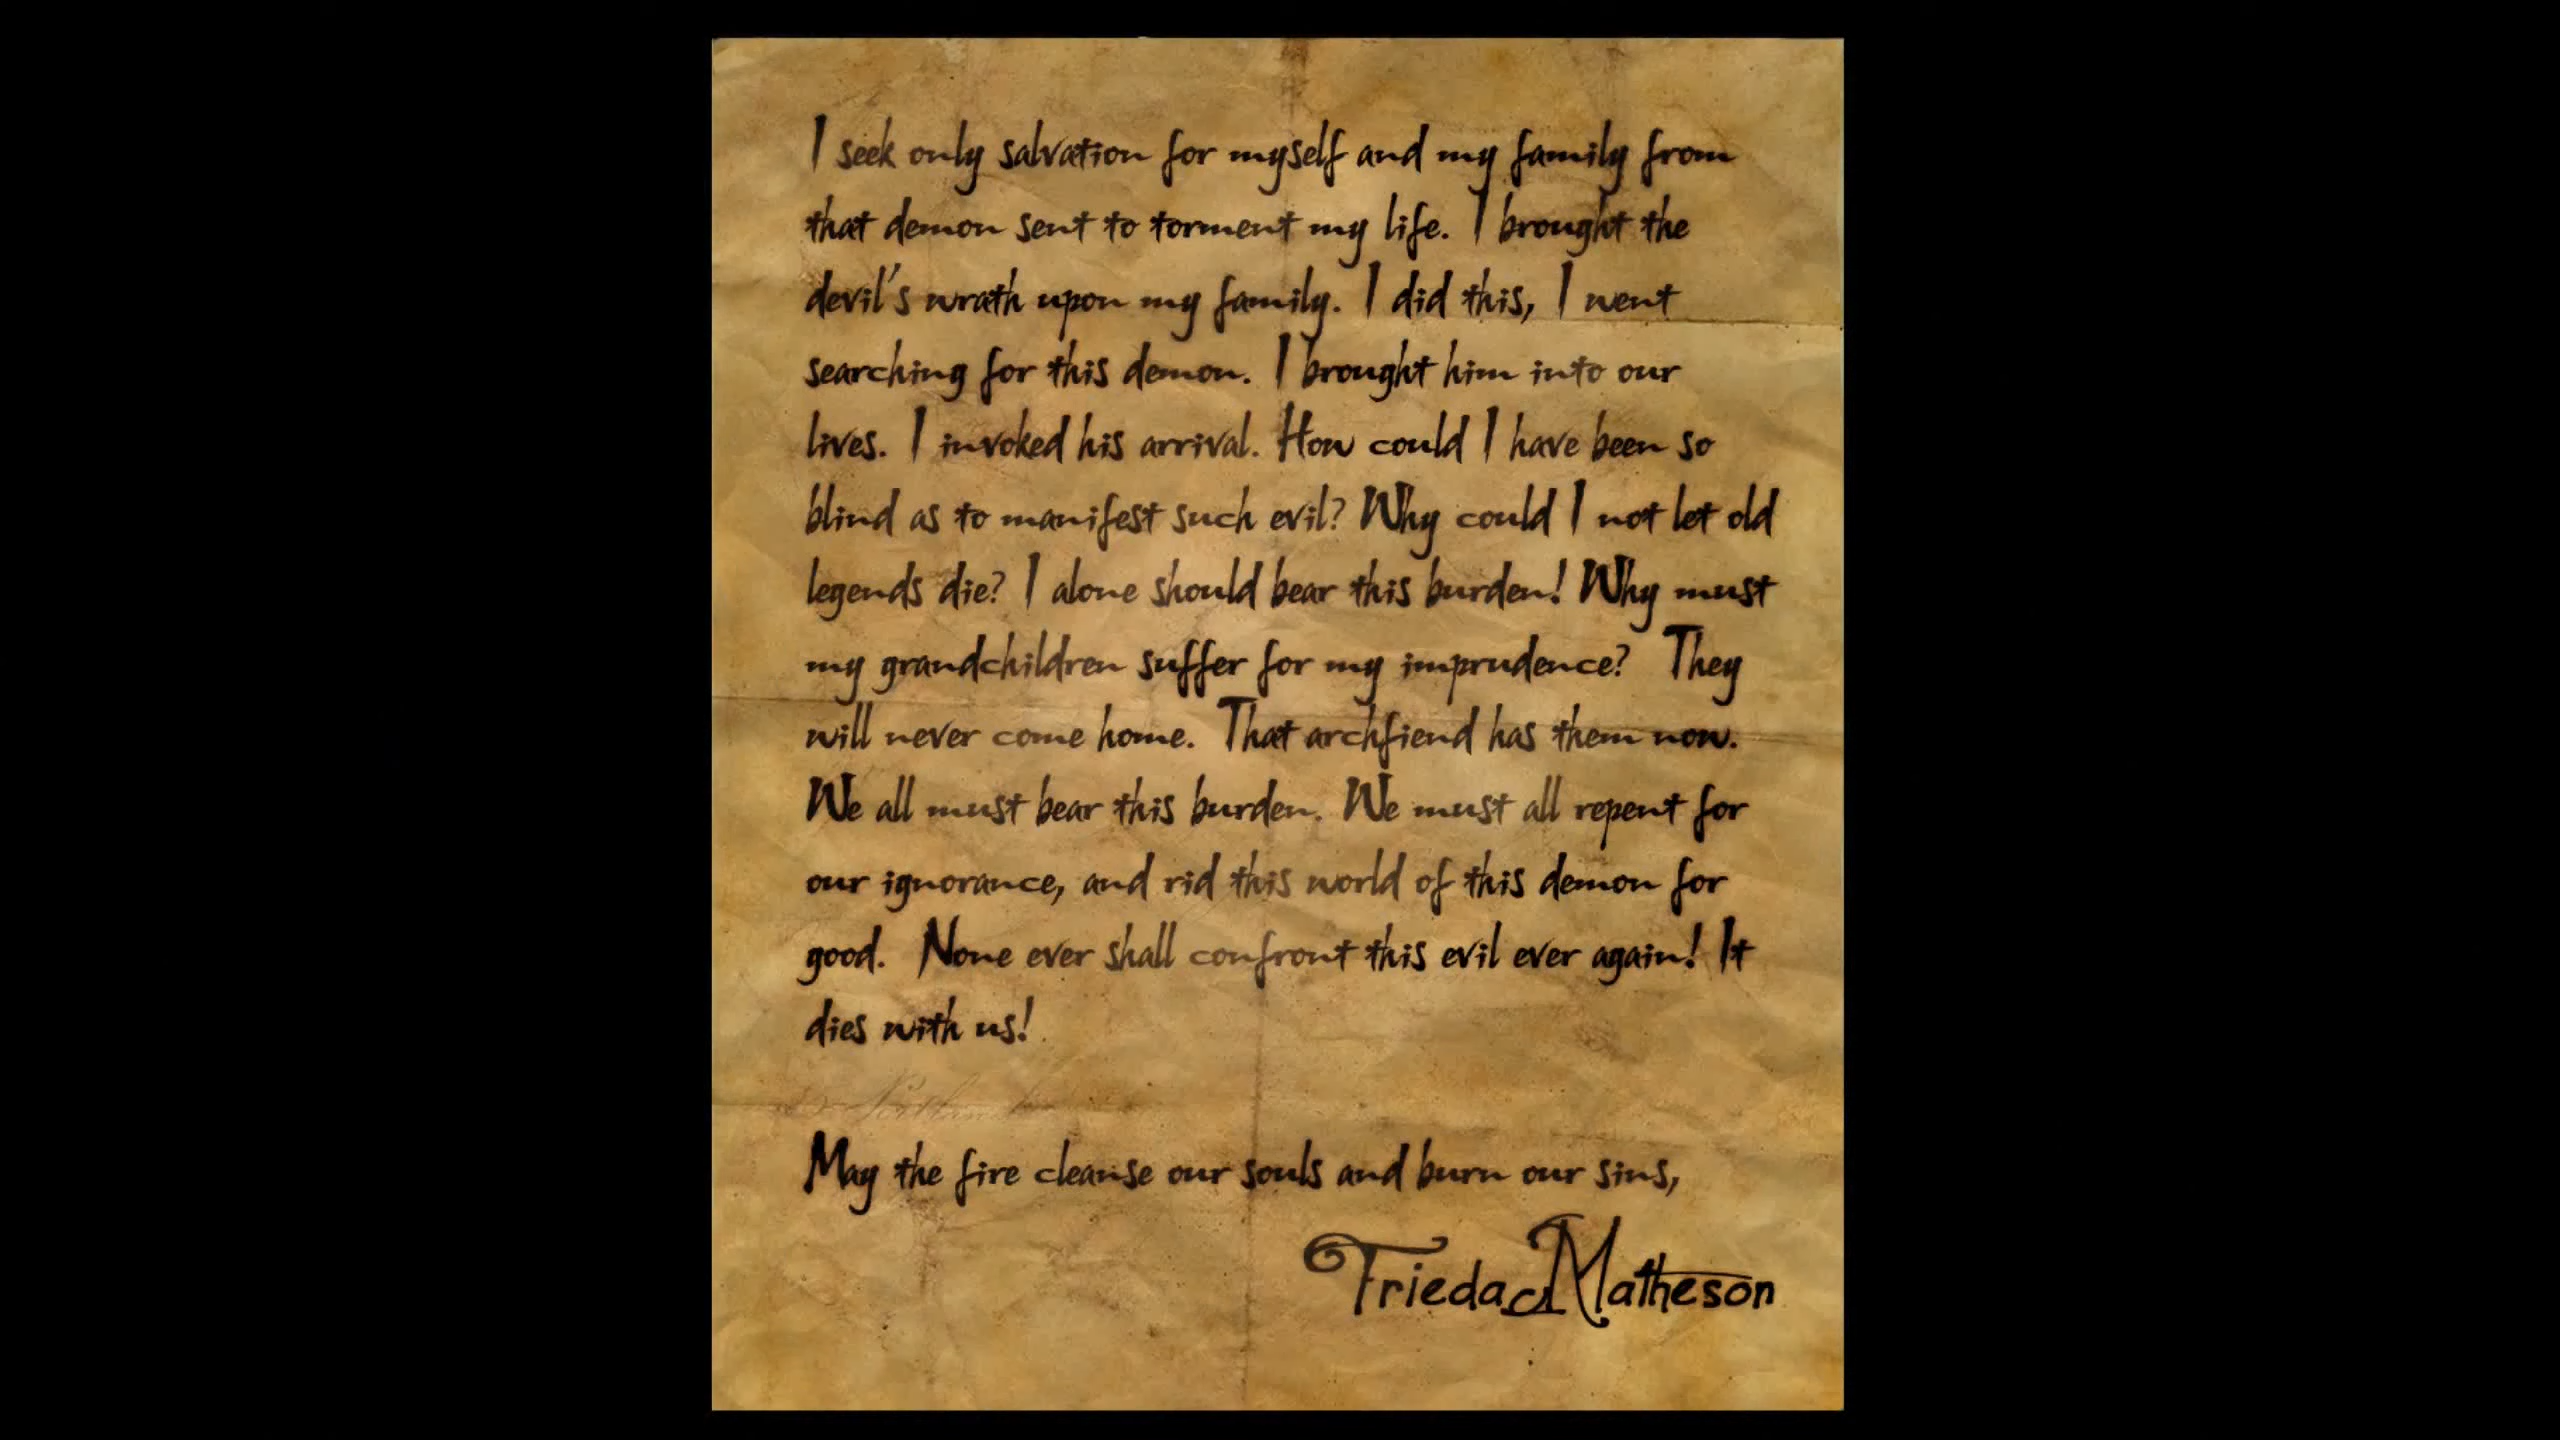 I seek only salvation for myself and my family from
that demon sent to torment my life. I brought the
devil's wrath upon my family. I did this, I went
searching for this demon. I brought him into our
lives. I invoked his arrival. How could I have been so
blind as to manifest such evil? Why could I not let old
legends die? I alone should bear this burden! Why must
my grandchildren suffer for my imprudence? They
will never come home. That archfiend has them now.
We all must bear this burden. We must all repent for
our ignorance, and rid this world of this demon for
good. None ever shall confront this evil ever again! It
dies with us!
May the fire cleanse our souls and burn our sins,
Frieda Matheson